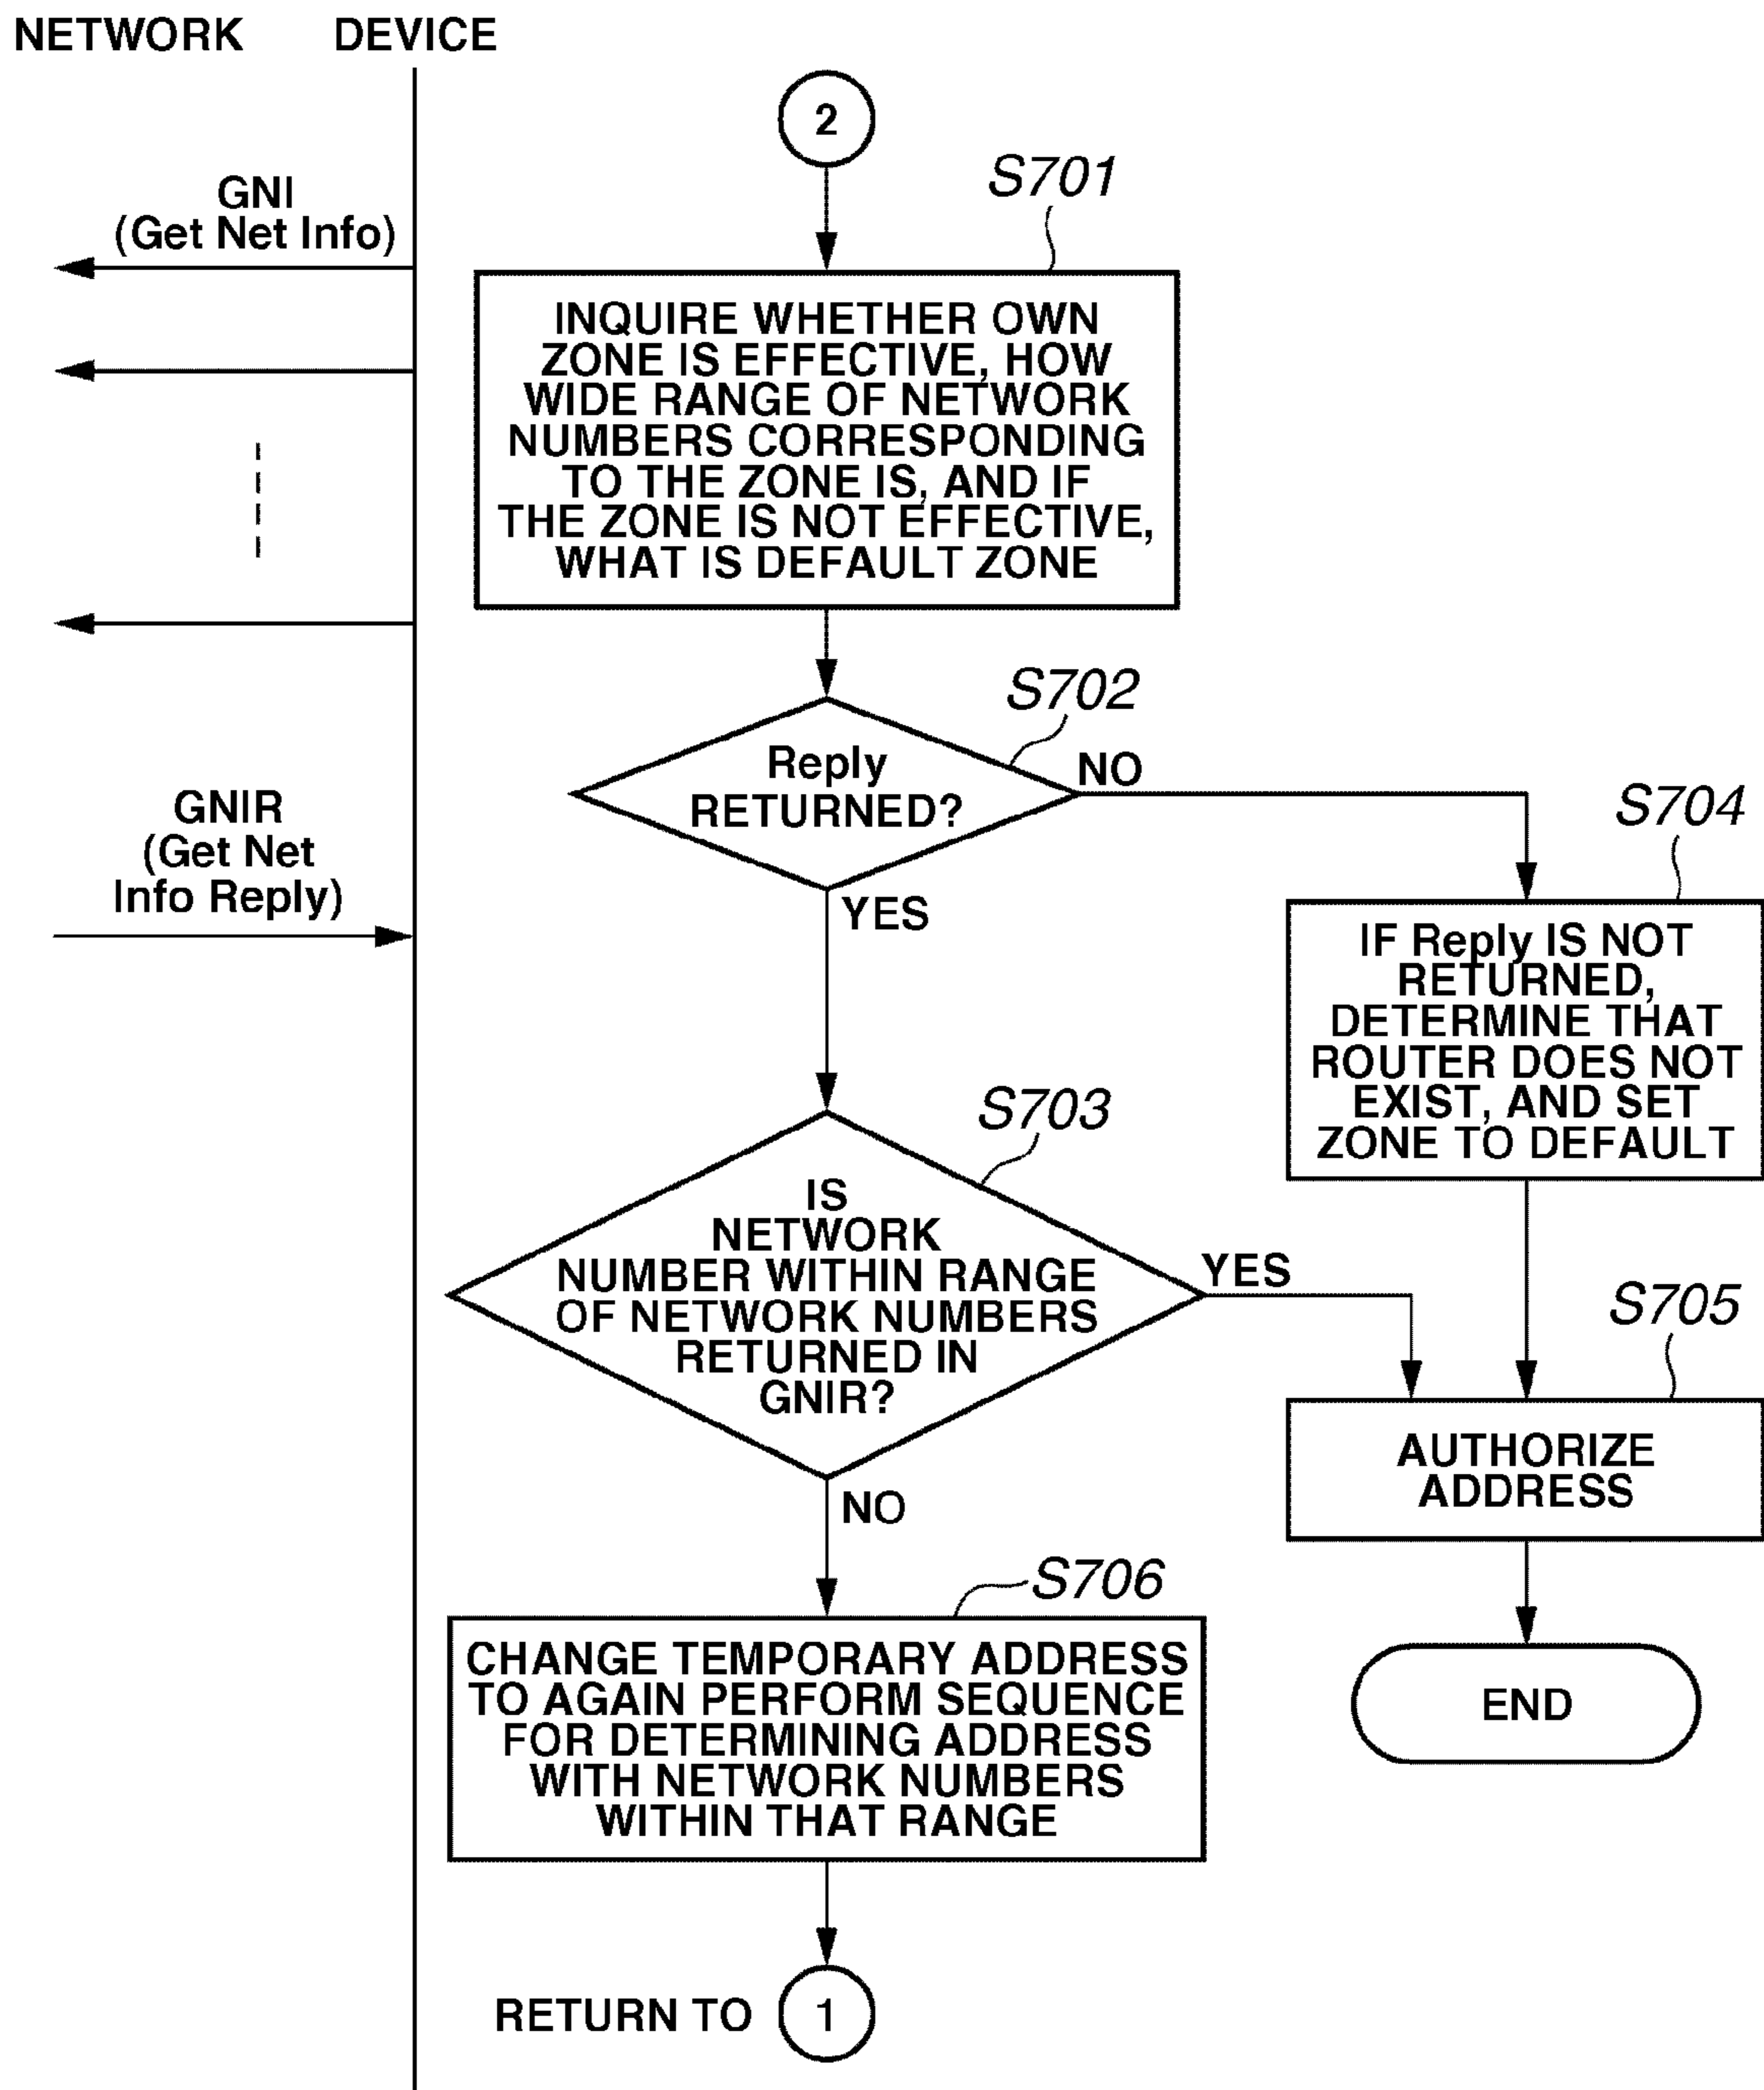 NETWORK DEVICE
2
GNI
(Get Net Info)
S701
INQUIRE WHETHER OWN
ZONE IS EFFECTIVE, HOW
WIDE RANGE OF NETWORK
NUMBERS CORRESPONDING
TO THE ZONE IS, AND IF
THE ZONE IS NOT EFFECTIVE,
WHAT IS DEFAULT ZONE
S702
Reply
RETURNED?
NO
YES
GNIR
(Get Net
Info Reply)
S704
IF Reply IS NOT
RETURNED,
DETERMINE THAT
ROUTER DOES NOT
EXIST, AND SET
ZONE TO DEFAULT
S703
IS
NETWORK
NUMBER WITHIN RANGE
OF NETWORK NUMBERS
RETURNED IN
GNIR?
YES
NO
S705
AUTHORIZE
ADDRESS
END
S706
CHANGE TEMPORARY ADDRESS
TO AGAIN PERFORM SEQUENCE
FOR DETERMINING ADDRESS
WITH NETWORK NUMBERS
WITHIN THAT RANGE
RETURN TO 1